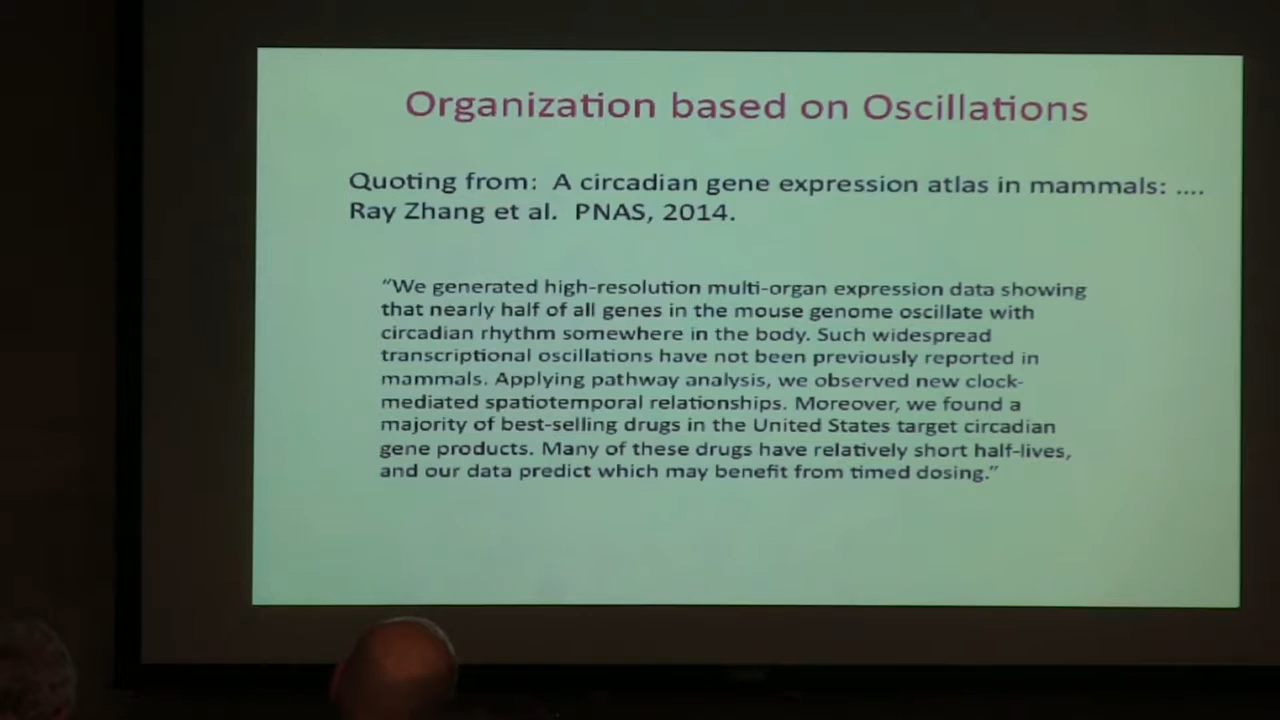 Organization based on Oscillations
Quoting from: A circadian gene expression atlas in mammals: ....
Ray Zhang et al. PNAS, 2014.
“We generated high-resolution multi-organ expression data showing
that nearly half of all genes in the mouse genome oscillate with
circadian rhythm somewhere in the body. Such widespread
transcriptional oscillations have not been previously reported in
mammals. Applying pathway analysis, we observed new clock-
mediated spatiotemporal relationships. Moreover, we found a
majority of best-selling drugs in the United States target circadian
gene products. Many of these drugs have relatively short half-lives,
and our data predict which may benefit from timed dosing.”